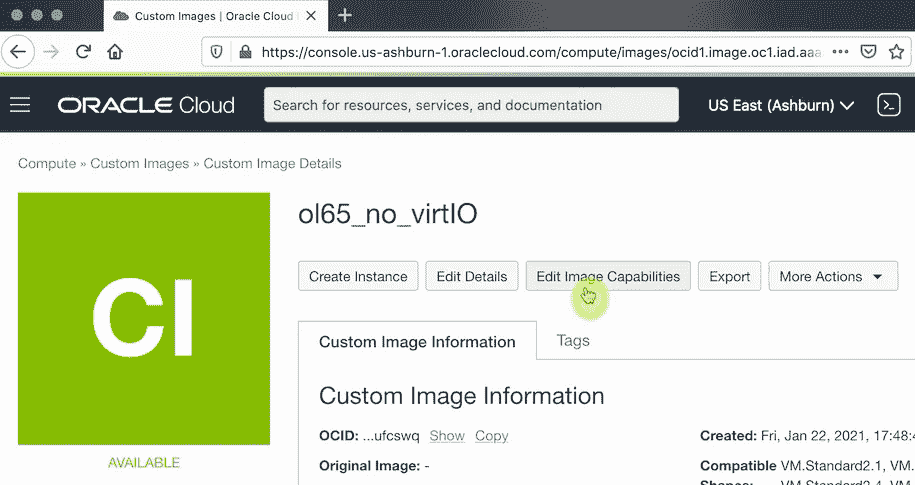 Custom Images | Oracle Cloud
https://console.us-ashburn-1.oraclecloud.com/compute/images/ocid1.image.oc1.iad.aaa
ORACLE Cloud
Search for resources, services, and documentation
US East (Ashburn)
Compute » Custom Images » Custom Image Details
CI
AVAILABLE
ol65_no_virtIO
Create Instance
Edit Details
Edit Image Capabilities
Export
More Actions
Custom Image Information
Tags
Custom Image Information
OCID: ...ufcswq Show Copy
Created: Fri, Jan 22, 2021, 17:48:
Original Image: -
Compatible VM.Standard2.1, VM.